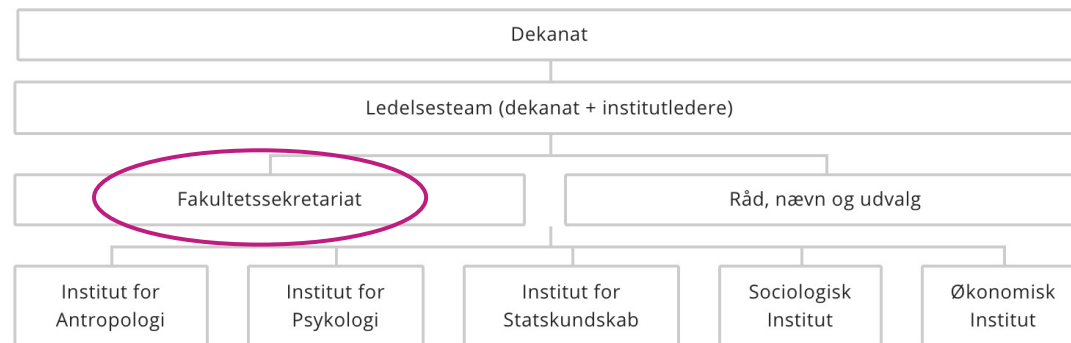 Dekanat
Ledelsesteam (dekanat + institutledere)
Fakultetssekretariat
Råd, nævn og udvalg
Institut for
Antropologi
Institut for
Psykologi
Institut for
Statskundskab
Sociologisk
Institut
Økonomisk
Institut